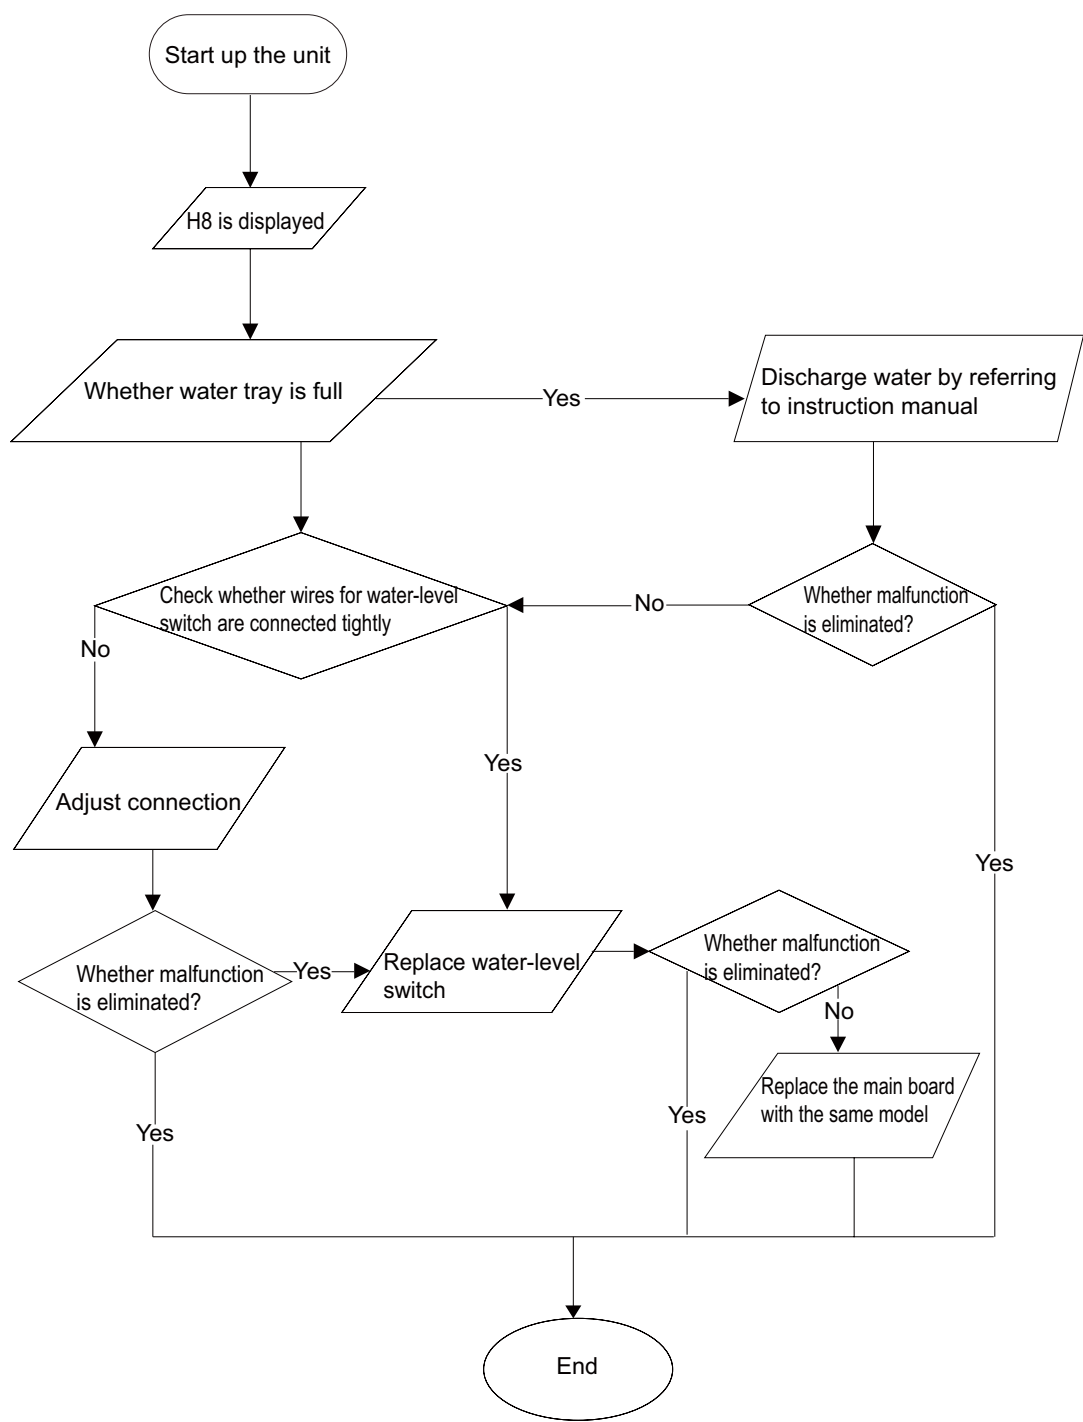 Start up the unit
H8 is displayed
Whether water tray is full
Yes
Discharge water by referring
to instruction manual
Check whether wires for water-level
switch are connected tightly
No
Whether malfunction
is eliminated?
No
Yes
Adjust connection
Yes
Whether malfunction
is eliminated?
Yes
Replace water-level
switch
Whether malfunction
is eliminated?
No
Replace the main board
with the same model
Yes
Yes
End